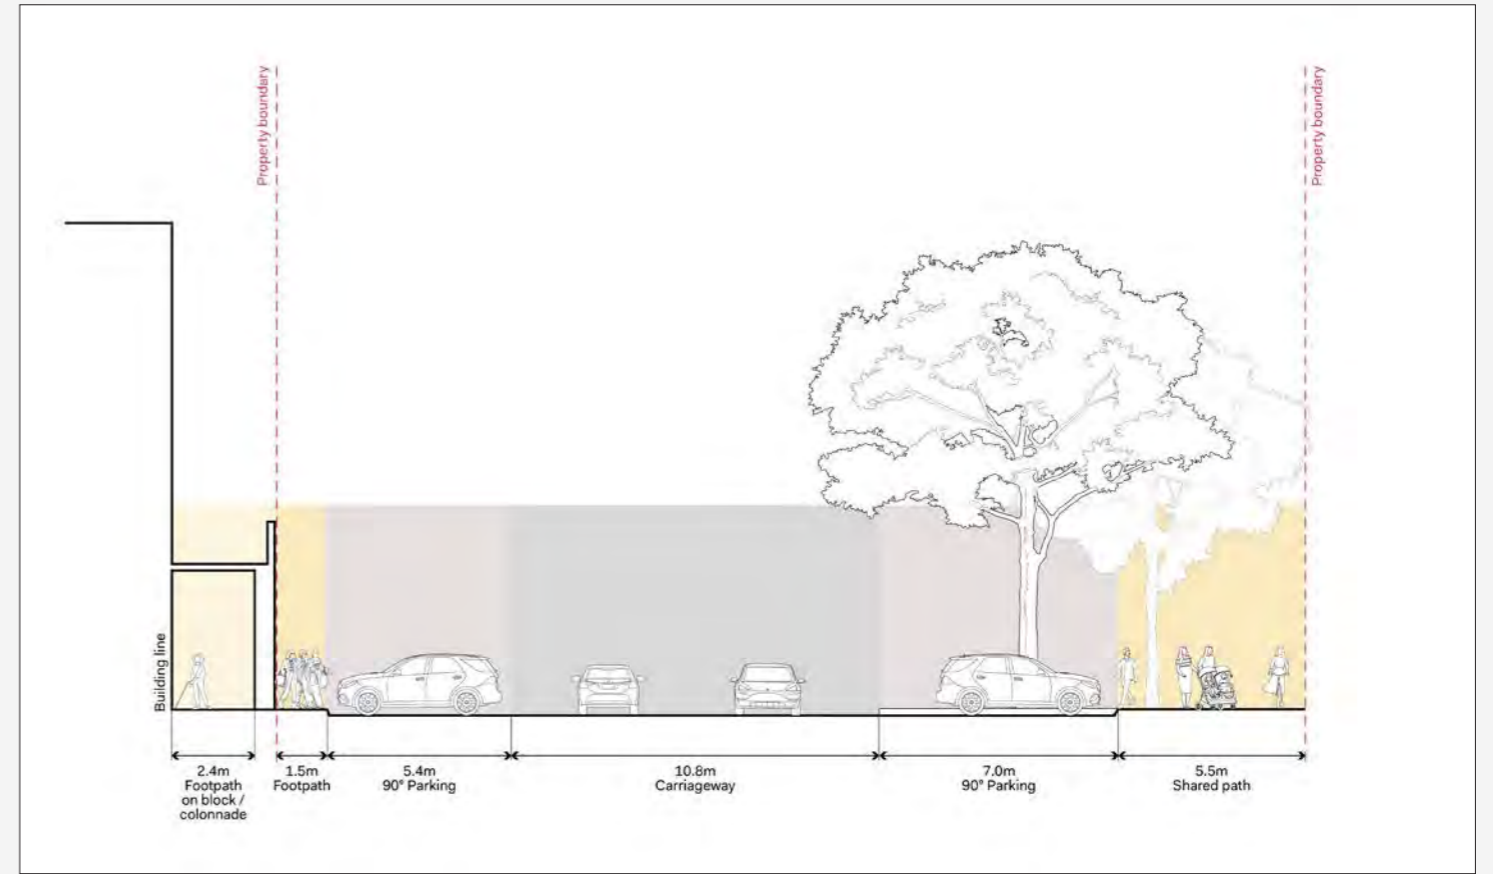 Property boundary
Property boundary
Building line
2.4m
Footpath
on block /
colonnade
1.5m
Footpath
5.4m
90° Parking
10.8m
Carriageway
7.0m
90° Parking
5.5m
Shared path